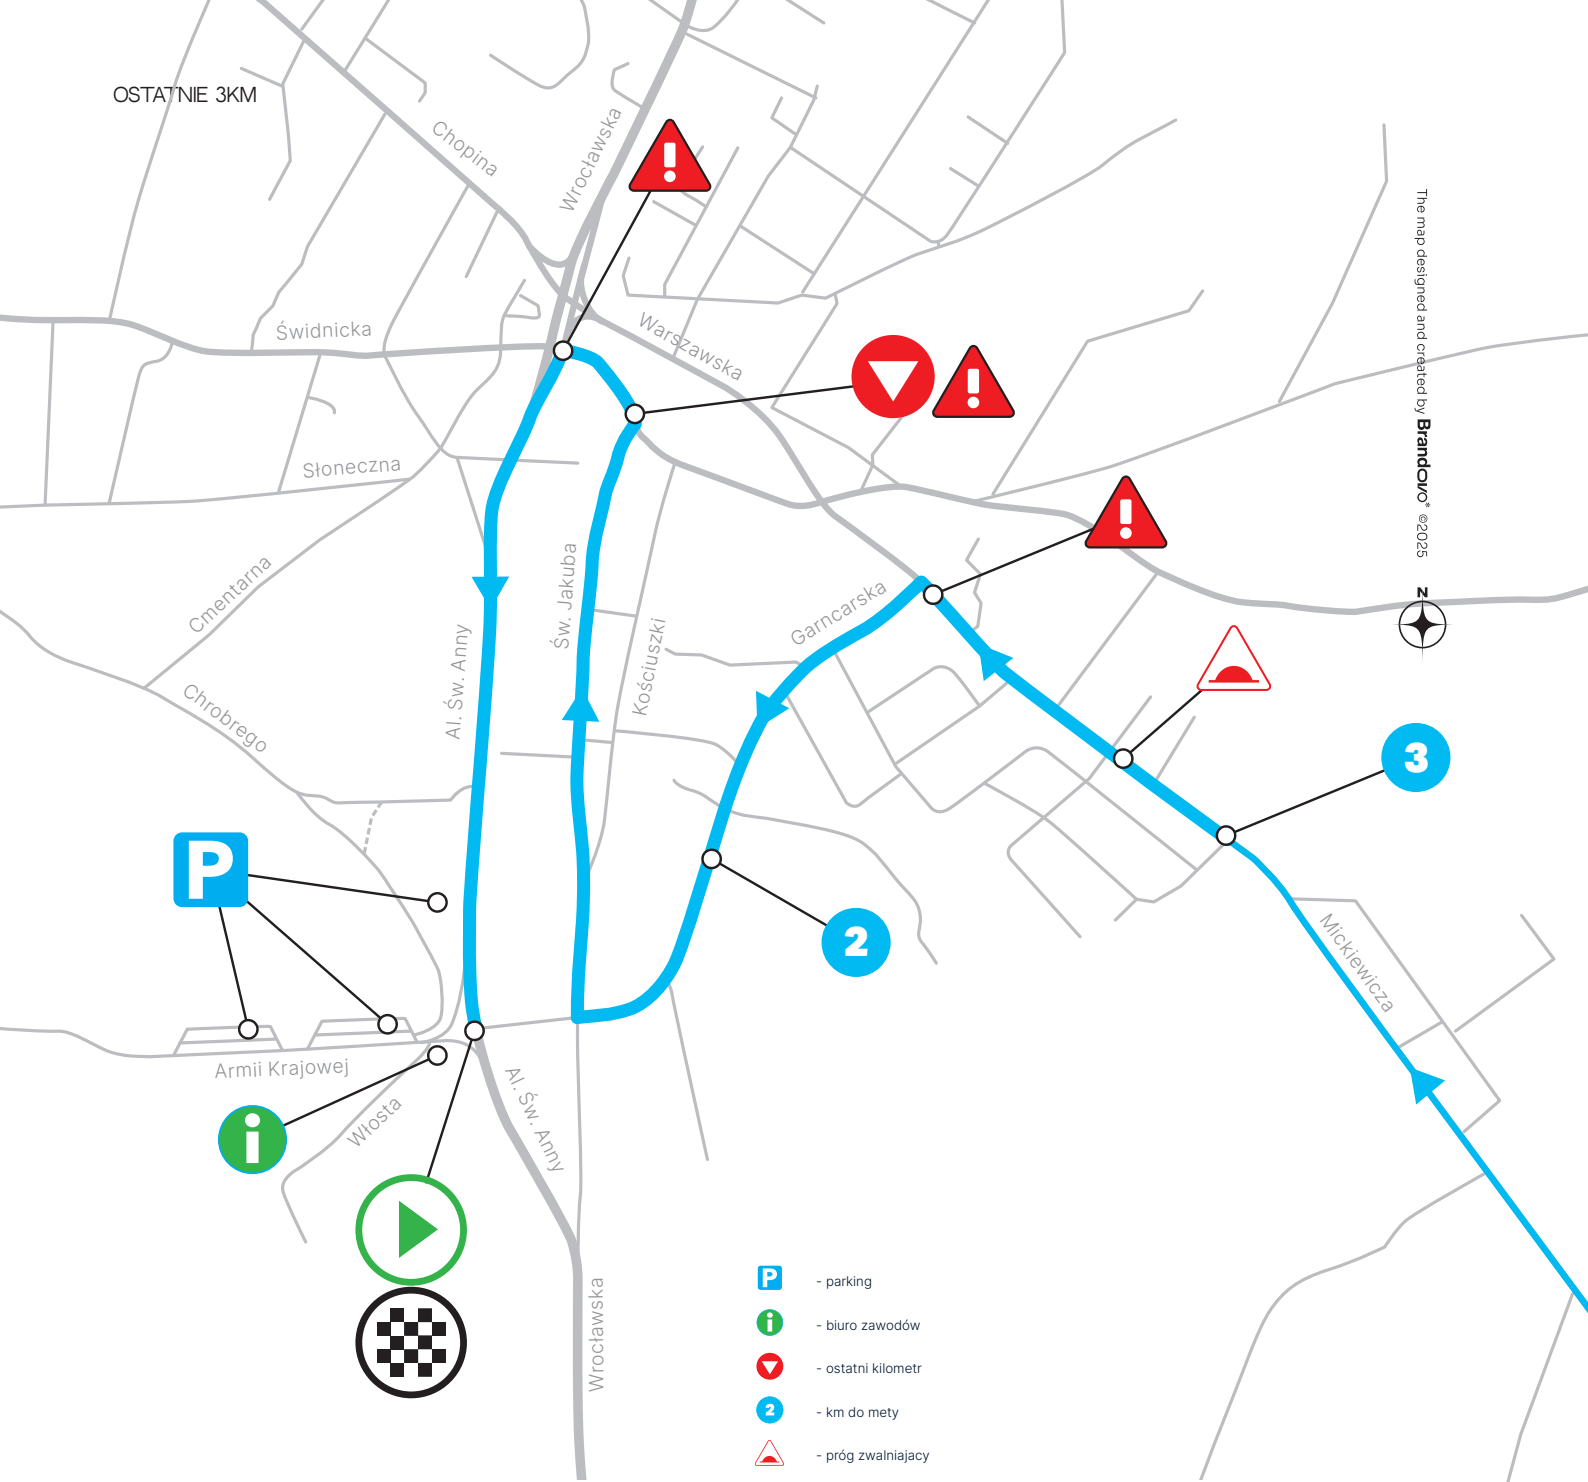 OSTATNIE 3KM
Chopina
Wrocławska
Świdnicka
Warszawska
Słoneczna
Cmentarna
Św. Jakuba
Garncarska
Kościuszki
Al. Św. Anny
Chrobrego
3
P
2
Mickiewicza
Armii Krajowej
Włosta
Al. Św. Anny
i
Wrocławska
The map designed and created by Brandovo® ©2025
N
P - parking
i - biuro zawodów
- ostatni kilometr
2 - km do mety
- próg zwalniajacy